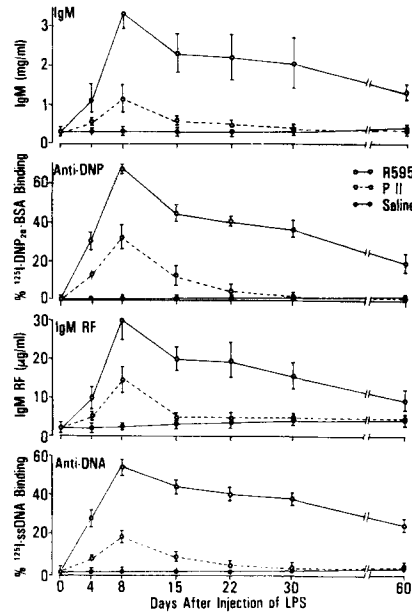 IgM
IgM (mg/ml)
3
2
1
0
Anti-DNP
% ¹²⁵I-DNP₂₈-BSA Binding
60
40
20
0
R595
P II
Saline
IgM RF
IgM RF (µg/ml)
30
20
10
0
Anti-DNA
% ¹²⁵I-ssDNA Binding
60
40
20
0
0 4 8 15 22 30 60
Days After Injection of LPS